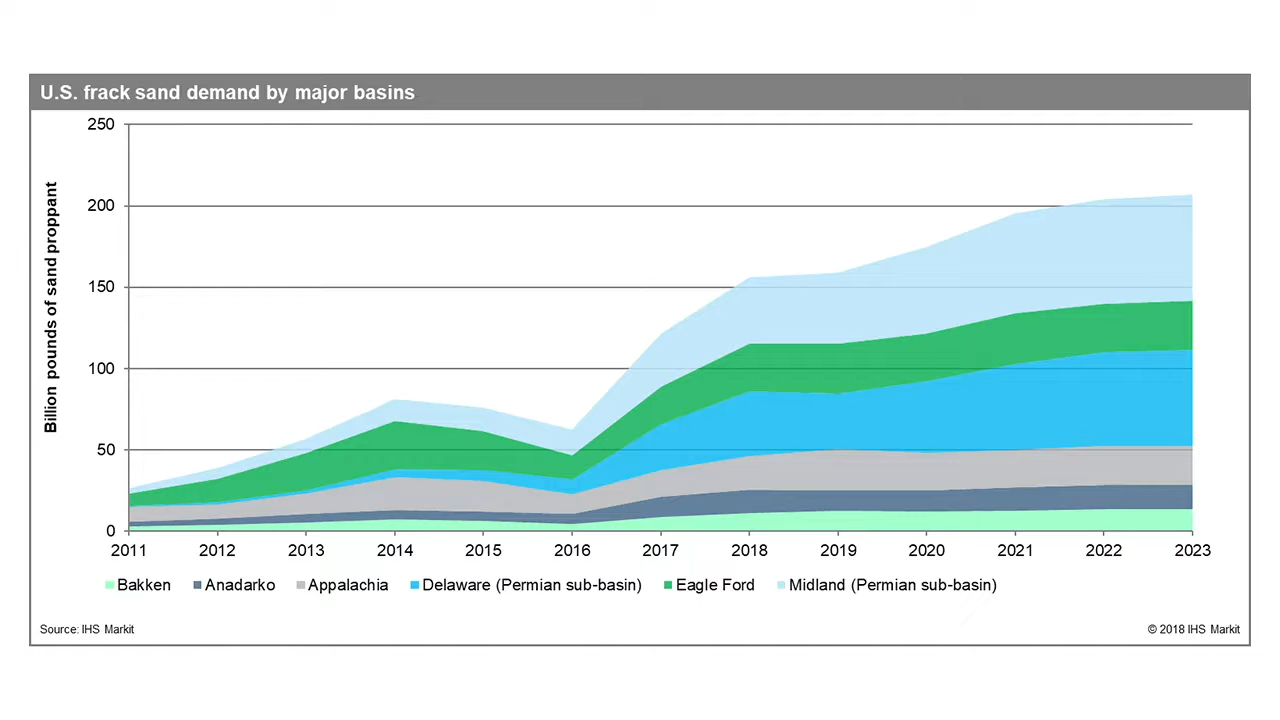 U.S. frack sand demand by major basins
Billion pounds of sand proppant
250
200
150
100
50
0
2011 2012 2013 2014 2015 2016 2017 2018 2019 2020 2021 2022 2023
Bakken Anadarko Appalachia Delaware (Permian sub-basin) Eagle Ford Midland (Permian sub-basin)
Source: IHS Markit © 2018 IHS Markit